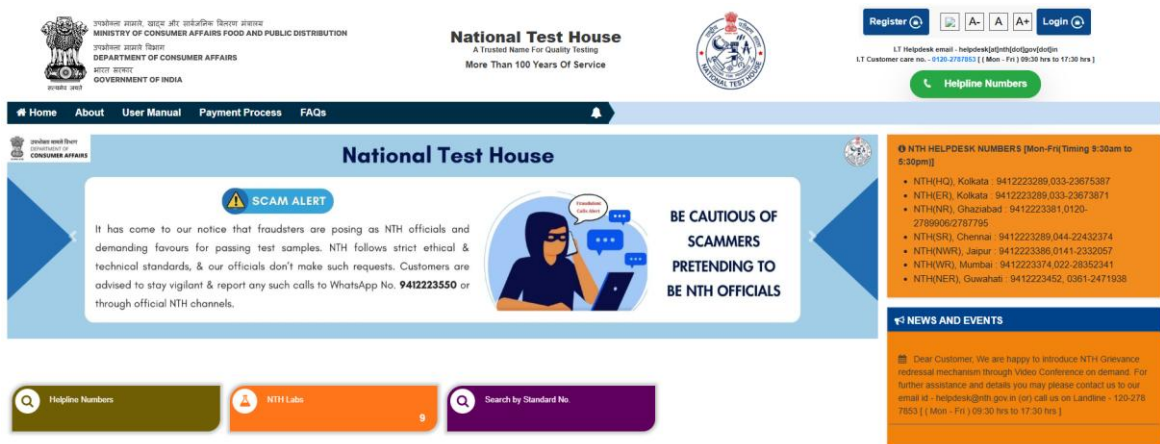 उपभोक्ता मामले, खाद्य और सार्वजनिक वितरण मंत्रालय
MINISTRY OF CONSUMER AFFAIRS FOOD AND PUBLIC DISTRIBUTION
उपभोक्ता मामले विभाग
DEPARTMENT OF CONSUMER AFFAIRS
भारत सरकार
GOVERNMENT OF INDIA
सत्यमेव जयते
National Test House
A Trusted Name For Quality Testing
More Than 100 Years Of Service
NATIONAL TEST HOUSE
Register
A-
A
A+
Login
I.T Helpdesk email - helpdesk[at]nth[dot]gov[dot]in
I.T Customer care no. - 0120-2787853 [ ( Mon - Fri ) 09:30 hrs to 17:30 hrs ]
Helpline Numbers
Home About User Manual Payment Process FAQs
उपभोक्ता मामले विभाग
DEPARTMENT OF
CONSUMER AFFAIRS
National Test House
SCAM ALERT
It has come to our notice that fraudsters are posing as NTH officials and
demanding favours for passing test samples. NTH follows strict ethical &
technical standards, & our officials don't make such requests. Customers are
advised to stay vigilant & report any such calls to WhatsApp No. 9412223550 or
through official NTH channels.
Fraudulent
Calls Alert
BE CAUTIOUS OF
SCAMMERS
PRETENDING TO
BE NTH OFFICIALS
NTH HELPDESK NUMBERS [Mon-Fri(Timing 9:30am to
5:30pm)]
NTH(HQ), Kolkata : 9412223289,033-23675387
NTH(ER), Kolkata : 9412223289,033-23673871
NTH(NR), Ghaziabad : 9412223381,0120-
2789906/2787795
NTH(SR), Chennai : 9412223289,044-22432374
NTH(NWR), Jaipur : 9412223386,0141-2332057
NTH(WR), Mumbai : 9412223374,022-28352341
NTH(NER), Guwahati : 9412223452, 0361-2471938
NEWS AND EVENTS
Dear Customer, We are happy to introduce NTH Grievance
redressal mechanism through Video Conference on demand. For
further assistance and details you may please contact us to our
email id - helpdesk@nth.gov.in (or) call us on Landline - 120-278
7853 [ ( Mon - Fri ) 09:30 hrs to 17:30 hrs ]
Helpline Numbers
NTH Labs
9
Search by Standard No.